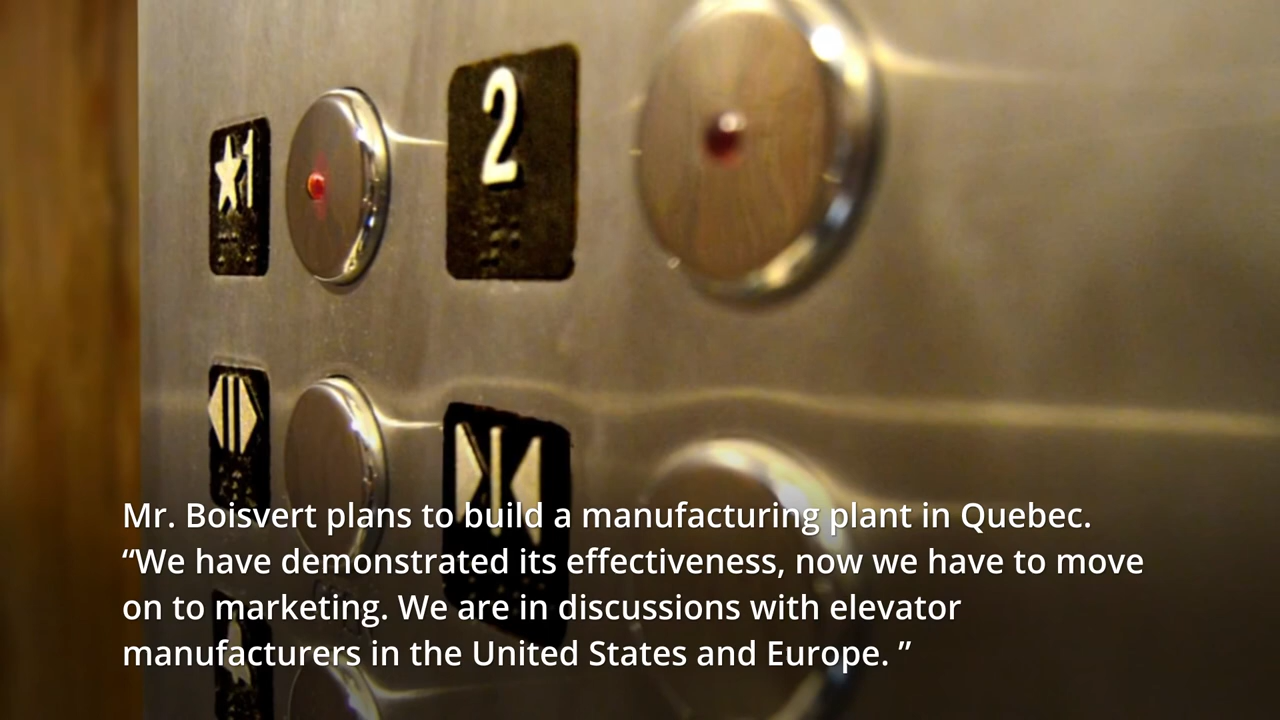 ★1
2
Mr. Boisvert plans to build a manufacturing plant in Quebec.
“We have demonstrated its effectiveness, now we have to move
on to marketing. We are in discussions with elevator
manufacturers in the United States and Europe. ”